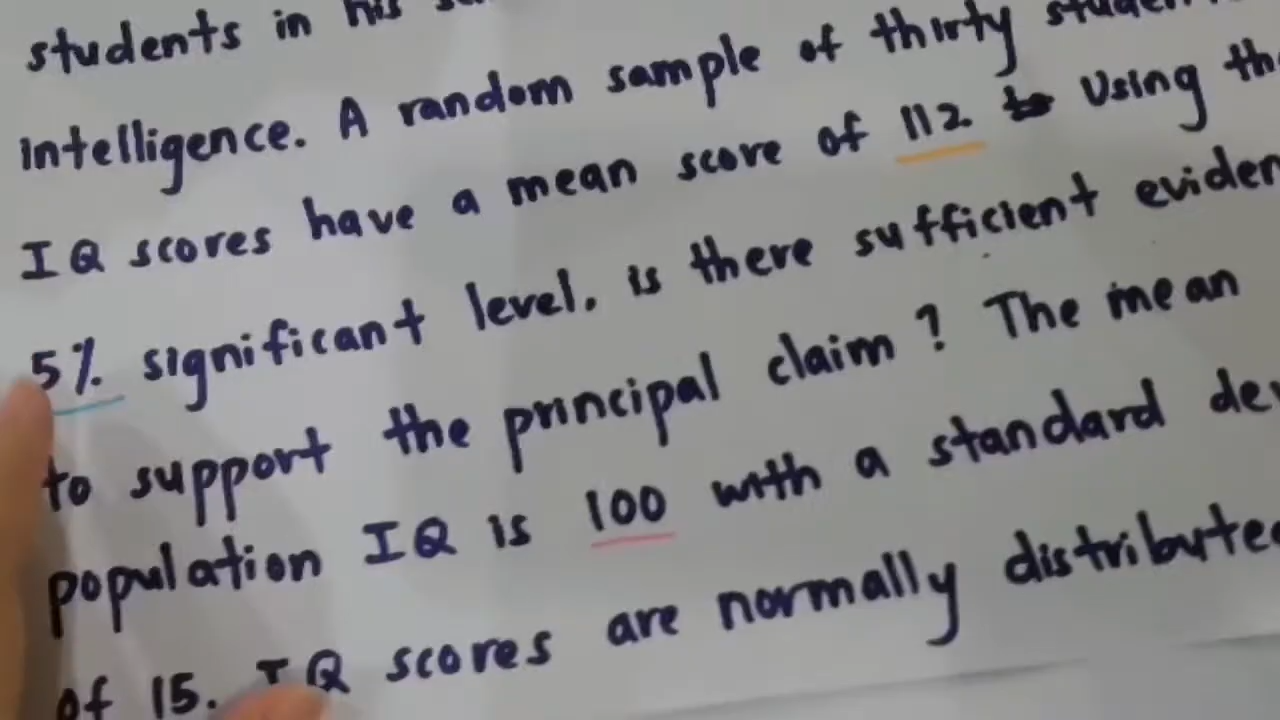 students in his
intelligence. A random sample of thirty
IQ scores have a mean score of 112 Using the
5% significant level. is there sufficient
to support the principal claim? The mean
population IQ is 100 with a standard
of 15. IQ scores are normally distributed